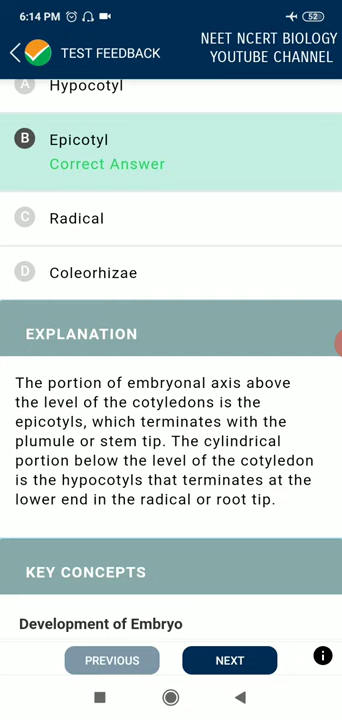 6:14 PM
52
TEST FEEDBACK
NEET NCERT BIOLOGY
YOUTUBE CHANNEL
A Hypocotyl
B Epicotyl
Correct Answer
C Radical
D Coleorhizae
EXPLANATION
The portion of embryonal axis above
the level of the cotyledons is the
epicotyls, which terminates with the
plumule or stem tip. The cylindrical
portion below the level of the cotyledon
is the hypocotyls that terminates at the
lower end in the radical or root tip.
KEY CONCEPTS
Development of Embryo
PREVIOUS
NEXT
i